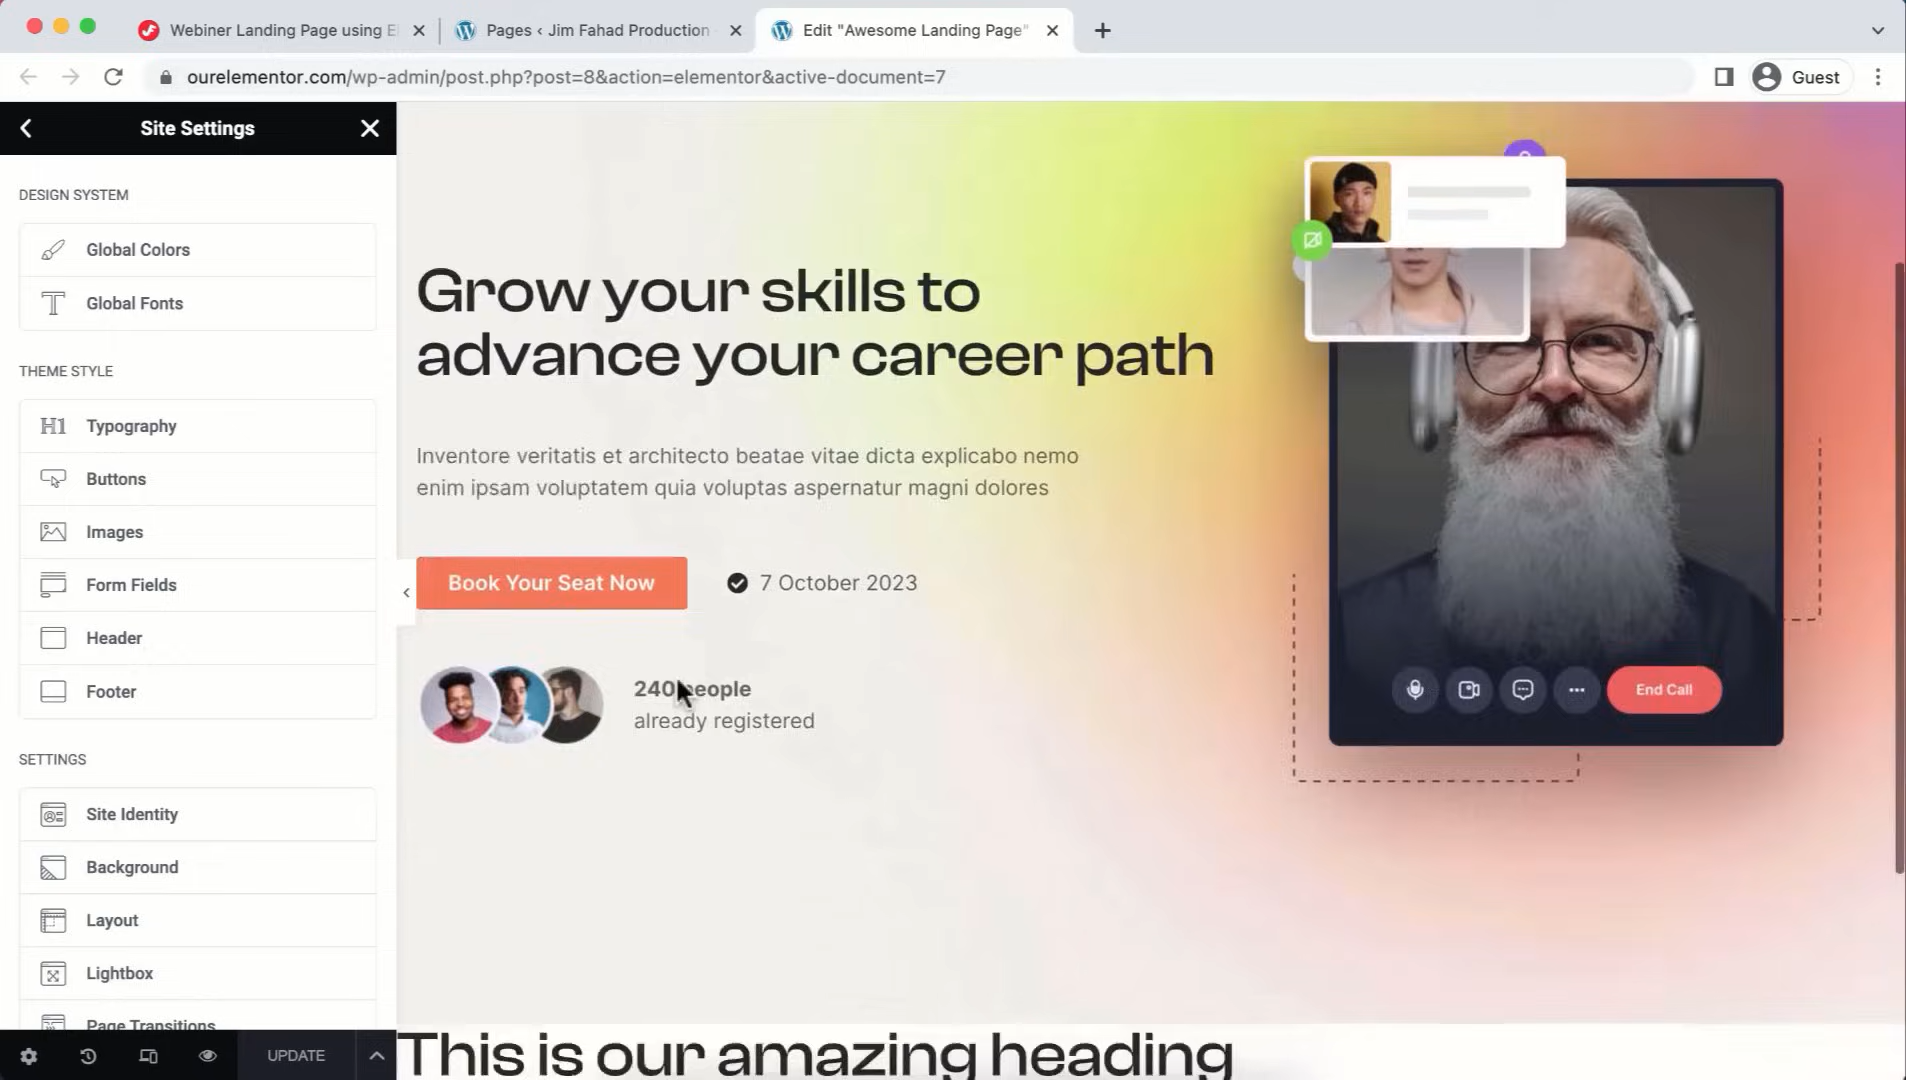 Webiner Landing Page using El
Pages ‹ Jim Fahad Production
Edit "Awesome Landing Page"
ourelementor.com/wp-admin/post.php?post=8&action=elementor&active-document=7
Guest
Site Settings
DESIGN SYSTEM
Global Colors
Global Fonts
THEME STYLE
H1 Typography
Buttons
Images
Form Fields
Header
Footer
SETTINGS
Site Identity
Background
Layout
Lightbox
Page Transitions
UPDATE
Grow your skills to
advance your career path
Inventore veritatis et architecto beatae vitae dicta explicabo nemo
enim ipsam voluptatem quia voluptas aspernatur magni dolores
Book Your Seat Now
7 October 2023
240 people
already registered
End Call
This is our amazing heading